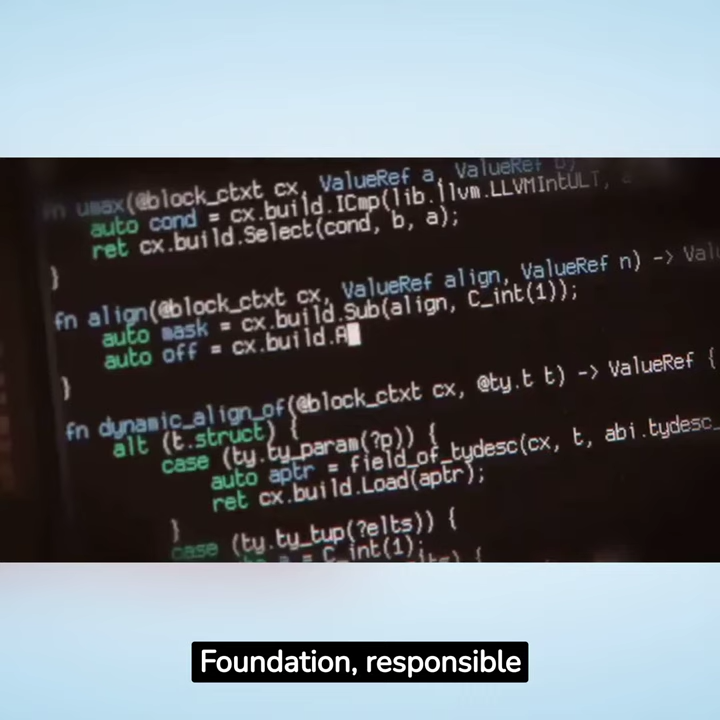 fn umax(@block_ctxt cx, ValueRef a, ValueRef b)
auto cond = cx.build.ICmp(lib.llvm.LLVMIntULT,
ret cx.build.Select(cond, b, a);
}
fn align(@block_ctxt cx, ValueRef align, ValueRef n) -> Val
auto mask = cx.build.Sub(align, C_int(1));
auto off = cx.build.A
}
fn dynamic_align_of(@block_ctxt cx, @ty.t t) -> ValueRef {
alt (t.struct) {
case (ty.ty_param(?p)) {
auto aptr = field_of_tydesc(cx, t, abi.tydesc_
ret cx.build.Load(aptr);
}
case (ty.ty_tup(?elts)) {
= C_int(1);
Foundation, responsible